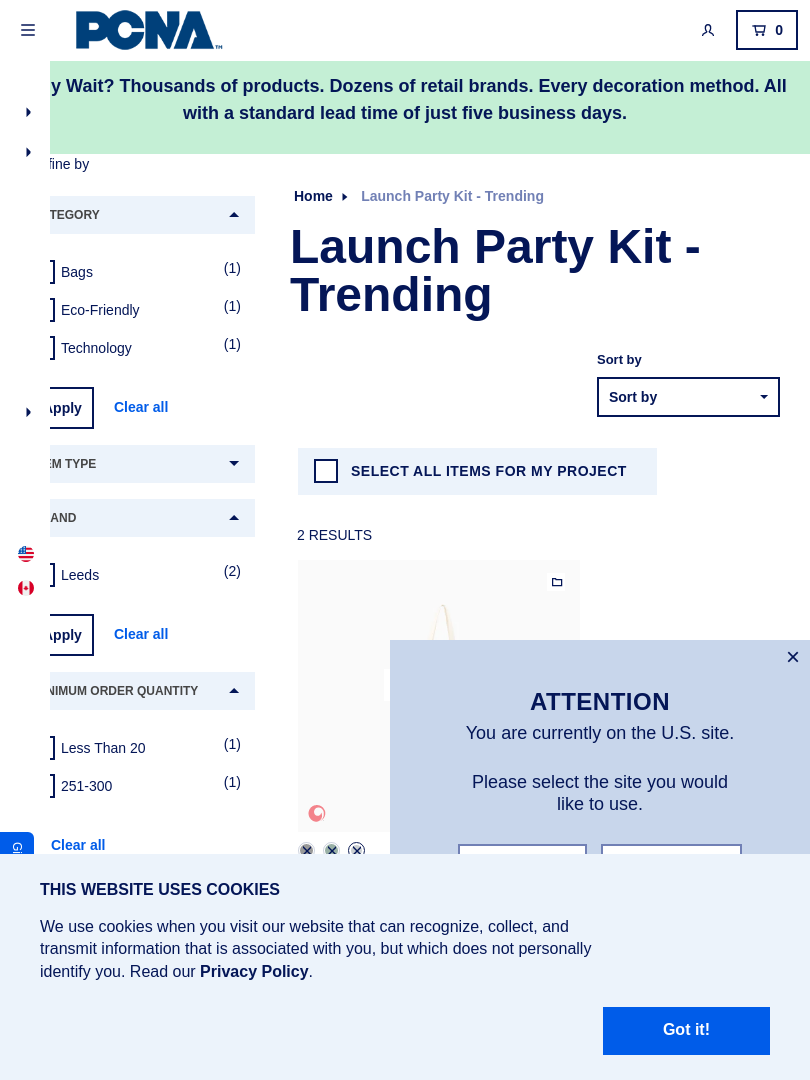 PCNA™
0
y Wait? Thousands of products. Dozens of retail brands. Every decoration method. All
with a standard lead time of just five business days.
fine by
Home
Launch Party Kit - Trending
TEGORY
Launch Party Kit -
Trending
Bags
(1)
Eco-Friendly
(1)
Technology
(1)
Sort by
Sort by
Apply
Clear all
EM TYPE
SELECT ALL ITEMS FOR MY PROJECT
AND
2 RESULTS
Leeds
(2)
Apply
Clear all
NIMUM ORDER QUANTITY
ATTENTION
You are currently on the U.S. site.
Less Than 20
(1)
Please select the site you would
like to use.
251-300
(1)
Clear all
THIS WEBSITE USES COOKIES
We use cookies when you visit our website that can recognize, collect, and
transmit information that is associated with you, but which does not personally
identify you. Read our Privacy Policy.
Got it!